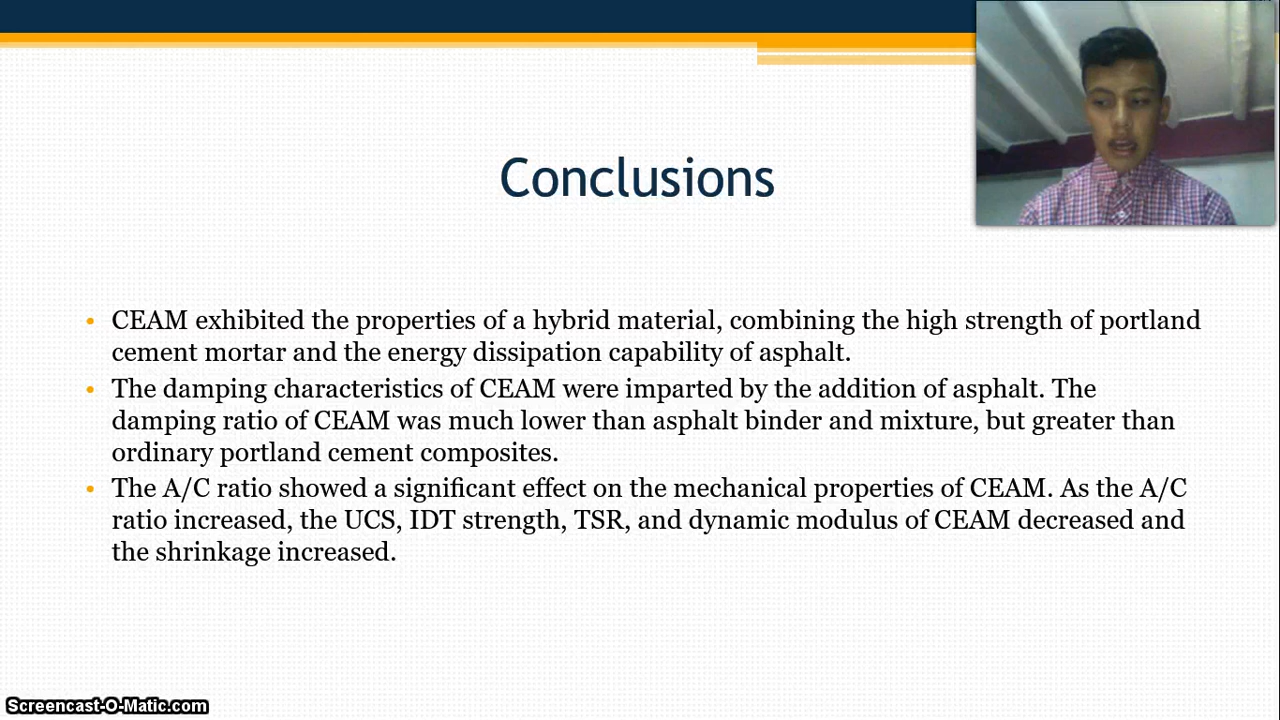 Conclusions
• CEAM exhibited the properties of a hybrid material, combining the high strength of portland
cement mortar and the energy dissipation capability of asphalt.
• The damping characteristics of CEAM were imparted by the addition of asphalt. The
damping ratio of CEAM was much lower than asphalt binder and mixture, but greater than
ordinary portland cement composites.
• The A/C ratio showed a significant effect on the mechanical properties of CEAM. As the A/C
ratio increased, the UCS, IDT strength, TSR, and dynamic modulus of CEAM decreased and
the shrinkage increased.
Screencast-O-Matic.com